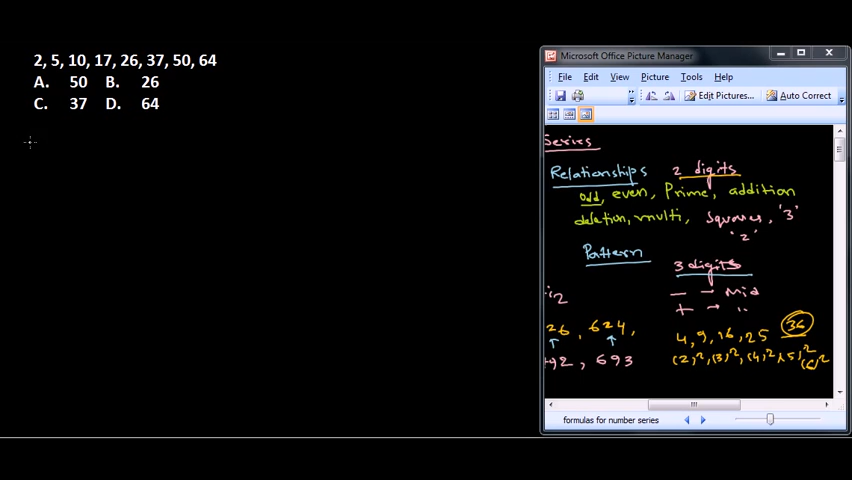 2, 5, 10, 17, 26, 37, 50, 64
A. 50 B. 26
C. 37 D. 64
Microsoft Office Picture Manager
File Edit View Picture Tools Help
Edit Pictures... Auto Correct
Series
Relationships 2 digits
odd, even, Prime, addition
deletion, multi, Squares, '3'
'2'
Pattern
3 digits
— → Mid
+ → "
26, 624,
4, 9, 16, 25 36
92, 693
(2)², (3)², (4)², (5)², (6)²
formulas for number series